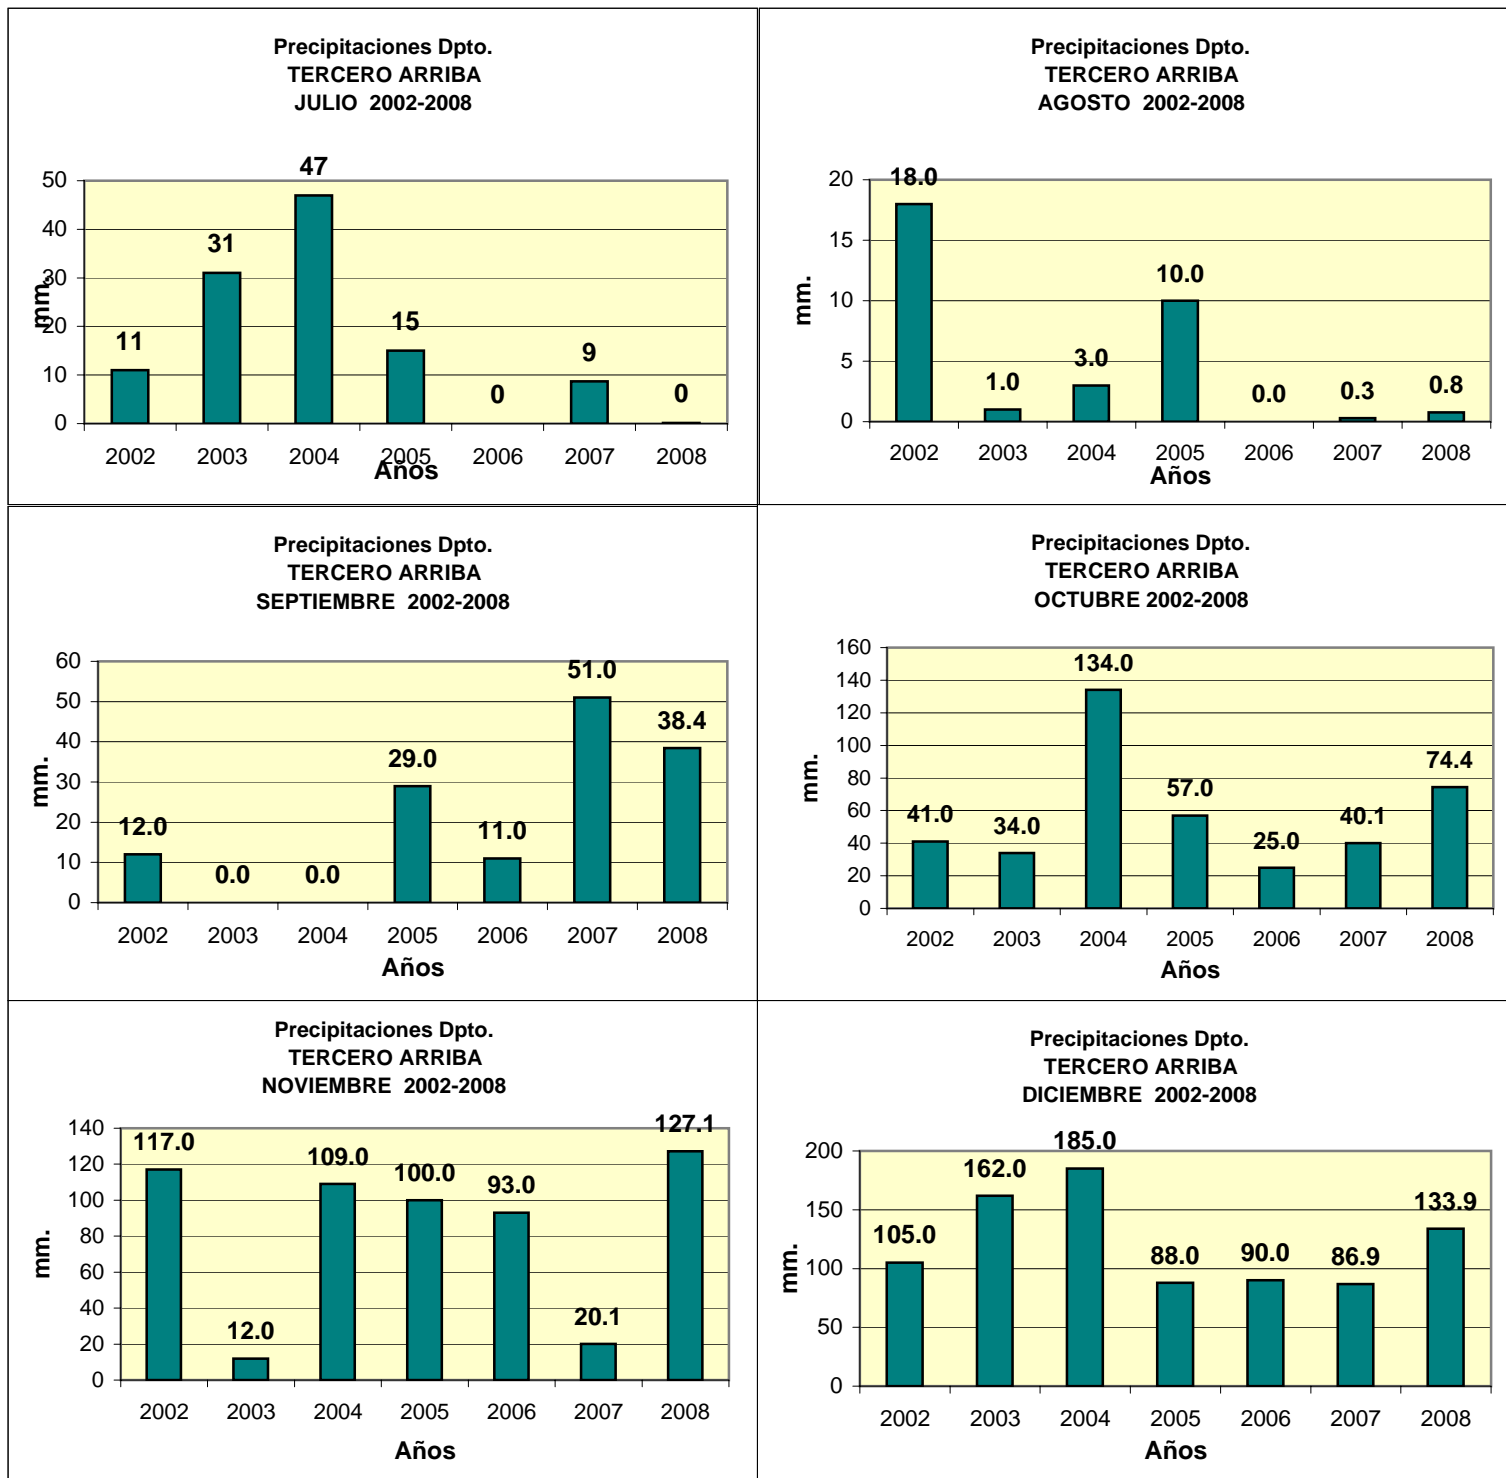 Precipitaciones Dpto.
TERCERO ARRIBA
JULIO 2002-2008
47
50
40
31
30
20
15
11
10
9
0
0
0
mm.
2002 2003 2004 2005 2006 2007 2008
Años
Precipitaciones Dpto.
TERCERO ARRIBA
AGOSTO 2002-2008
20
18.0
15
10.0
10
5
3.0
1.0
0.0
0.3
0.8
0
mm.
2002 2003 2004 2005 2006 2007 2008
Años
Precipitaciones Dpto.
TERCERO ARRIBA
SEPTIEMBRE 2002-2008
60
51.0
50
40
38.4
30
29.0
20
12.0
11.0
10
0.0
0.0
0
mm.
2002 2003 2004 2005 2006 2007 2008
Años
Precipitaciones Dpto.
TERCERO ARRIBA
OCTUBRE 2002-2008
160
140
134.0
120
100
80
74.4
60
57.0
41.0
34.0
40.1
40
25.0
20
0
mm.
2002 2003 2004 2005 2006 2007 2008
Años
Precipitaciones Dpto.
TERCERO ARRIBA
NOVIEMBRE 2002-2008
140
127.1
117.0
120
109.0
100.0
93.0
100
80
60
40
20.1
12.0
20
0
mm.
2002 2003 2004 2005 2006 2007 2008
Años
Precipitaciones Dpto.
TERCERO ARRIBA
DICIEMBRE 2002-2008
200
185.0
162.0
150
133.9
105.0
88.0
90.0
86.9
100
50
0
mm.
2002 2003 2004 2005 2006 2007 2008
Años